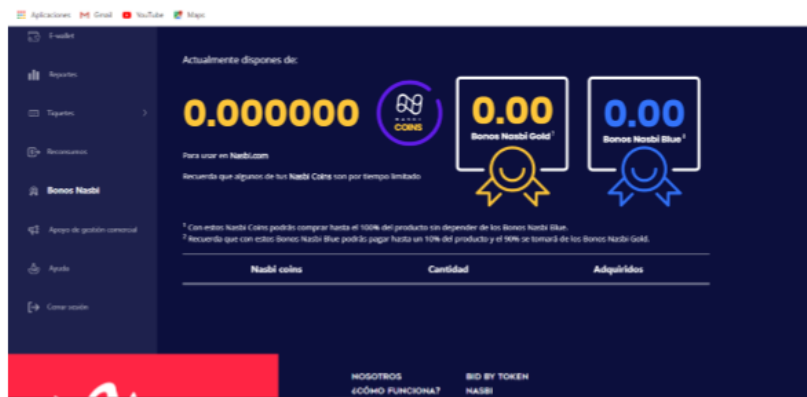 Aplicaciones Gmail YouTube Maps
E-wallet
Actualmente dispones de:
Reportes
0.000000
NASBI
COINS
0.00
Bonos Nasbi Gold ¹
0.00
Bonos Nasbi Blue ²
Tiquetes
Reconsumos
Para usar en Nasbi.com
Recuerda que algunos de tus Nasbi Coins son por tiempo limitado
Bonos Nasbi
Apoyo de gestión comercial
¹ Con estos Nasbi Coins podrás comprar hasta el 100% del producto sin depender de los Bonos Nasbi Blue.
² Recuerda que con estos Bonos Nasbi Blue podrás pagar hasta un 10% del producto y el 90% se tomará de los Bonos Nasbi Gold.
Ayuda
Nasbi coins Cantidad Adquiridos
Cerrar sesión
NOSOTROS BID BY TOKEN
¿CÓMO FUNCIONA? NASBI